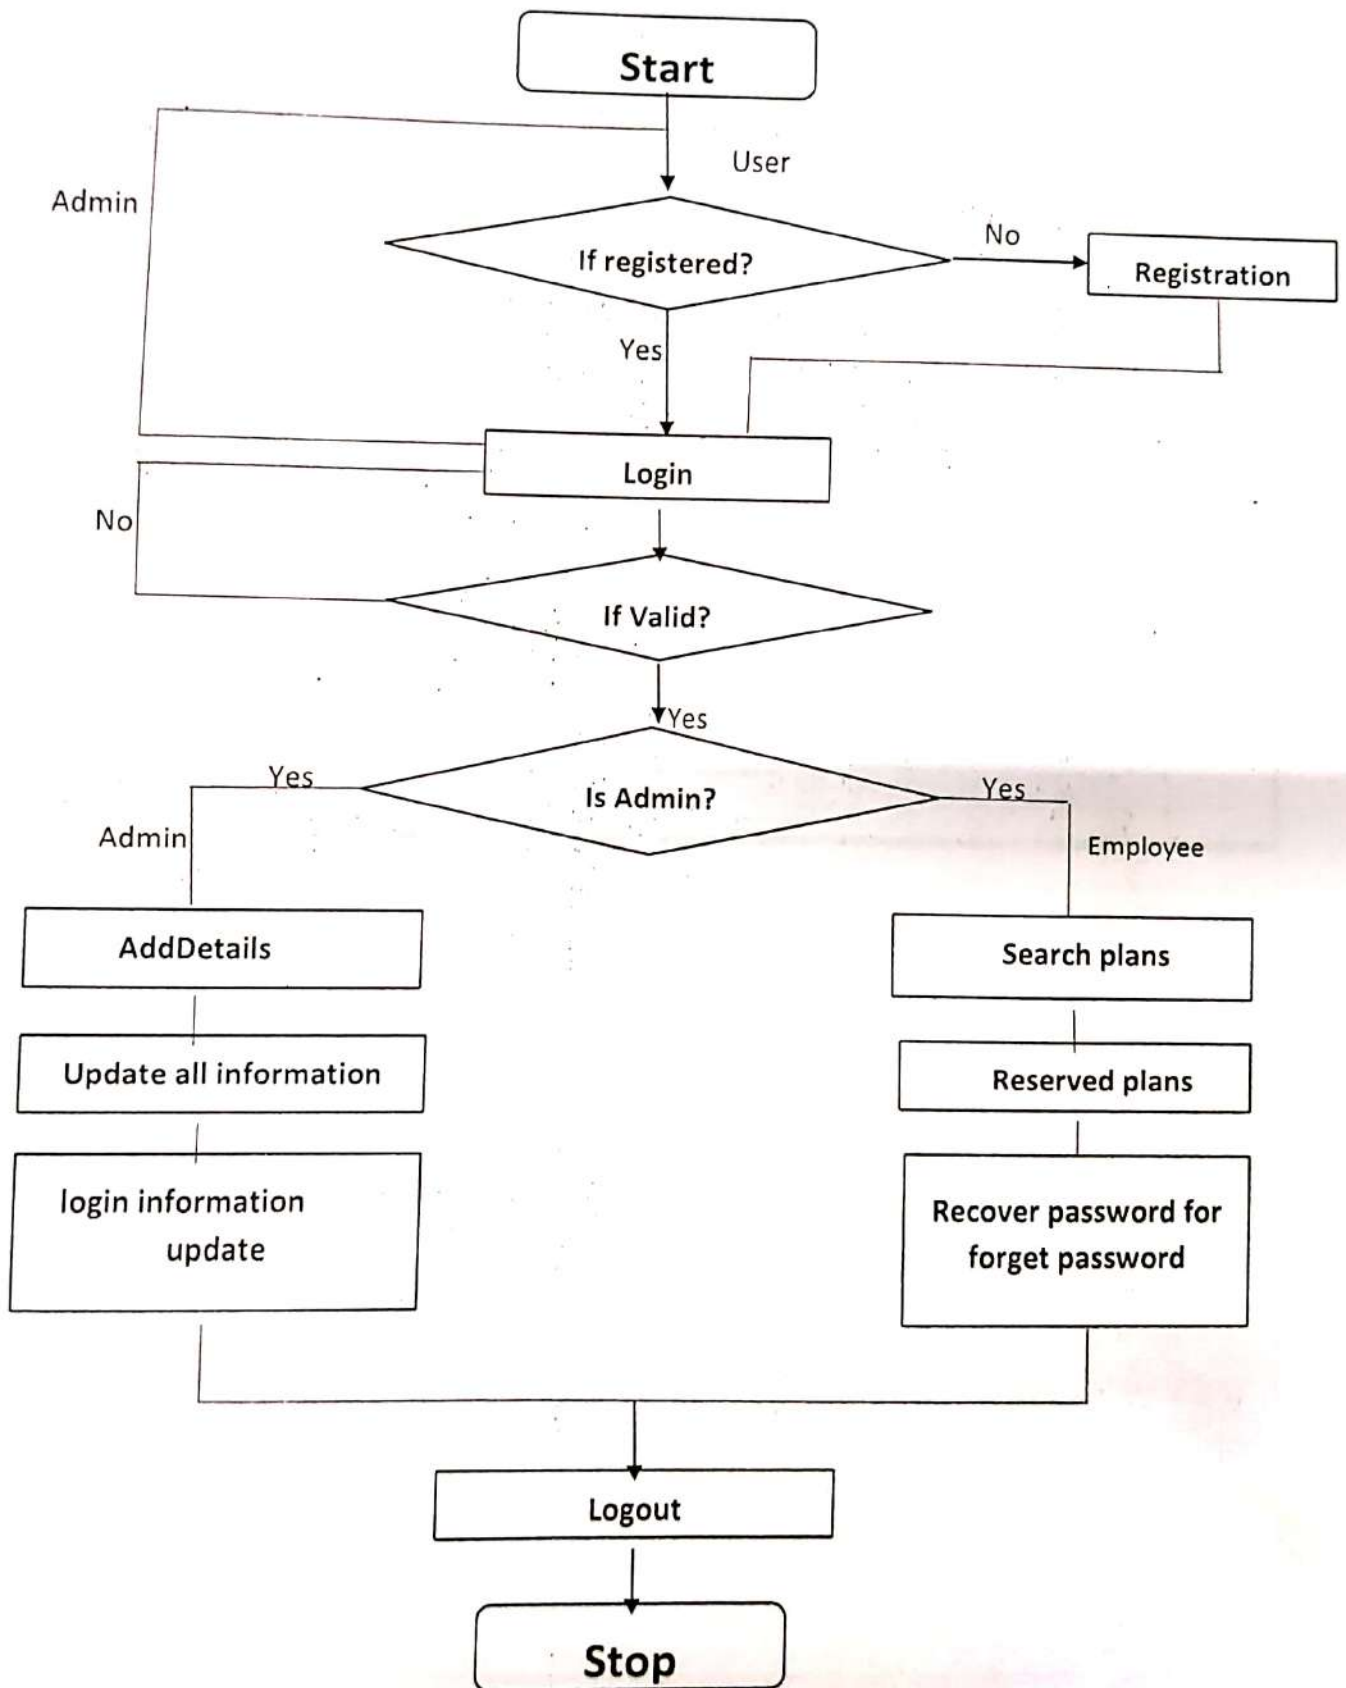 Start
User
Admin
No
If registered?
Registration
Yes
Login
No
If Valid?
Yes
Yes
Is Admin?
Yes
Admin
Employee
AddDetails
Search plans
Update all information
Reserved plans
login information
update
Recover password for
forget password
Logout
Stop